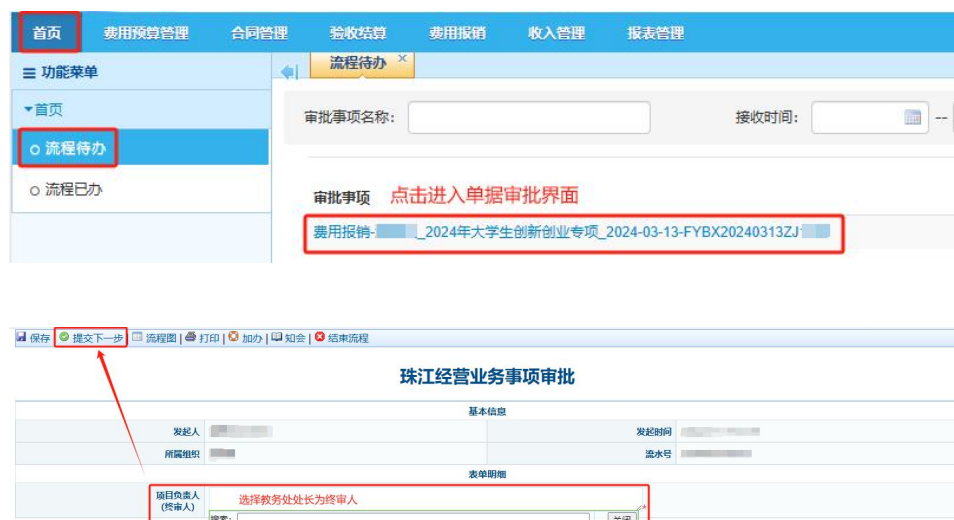 首页 费用预算管理 合同管理 验收结算 费用报销 收入管理 报表管理
功能菜单 流程待办
首页
审批事项名称: 接收时间: --
流程待办
流程已办
审批事项 点击进入单据审批界面
费用报销- _2024年大学生创新创业专项_2024-03-13-FYBX20240313ZJ
保存 提交下一步 流程图 | 打印 | 加办 | 知会 | 结束流程
珠江经营业务事项审批
基本信息
发起人 发起时间
所属组织 流水号
表单明细
项目负责人
(终审人)
选择教务处处长为终审人
搜索: 关闭